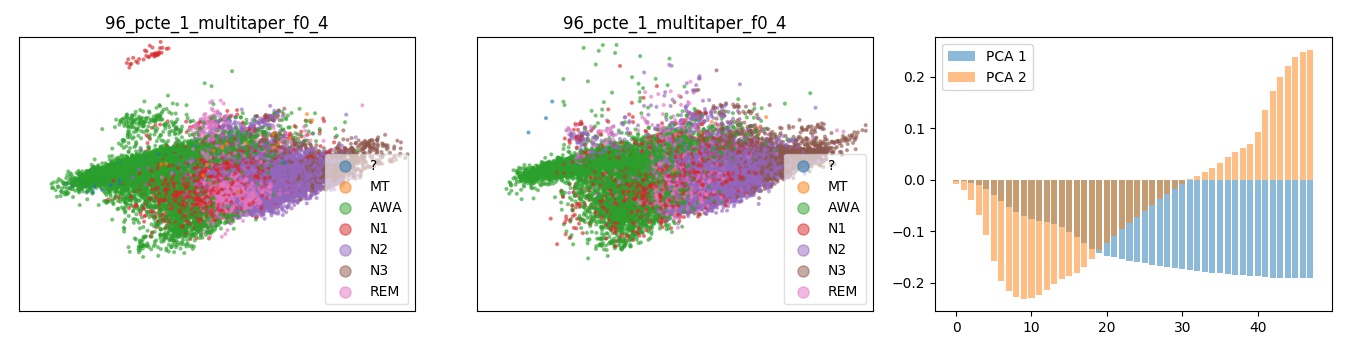 96_pcte_1_multitaper_f0_4
?
MT
AWA
N1
N2
N3
REM
96_pcte_1_multitaper_f0_4
?
MT
AWA
N1
N2
N3
REM
PCA 1
PCA 2
0.2
0.1
0.0
−0.1
−0.2
0 10 20 30 40